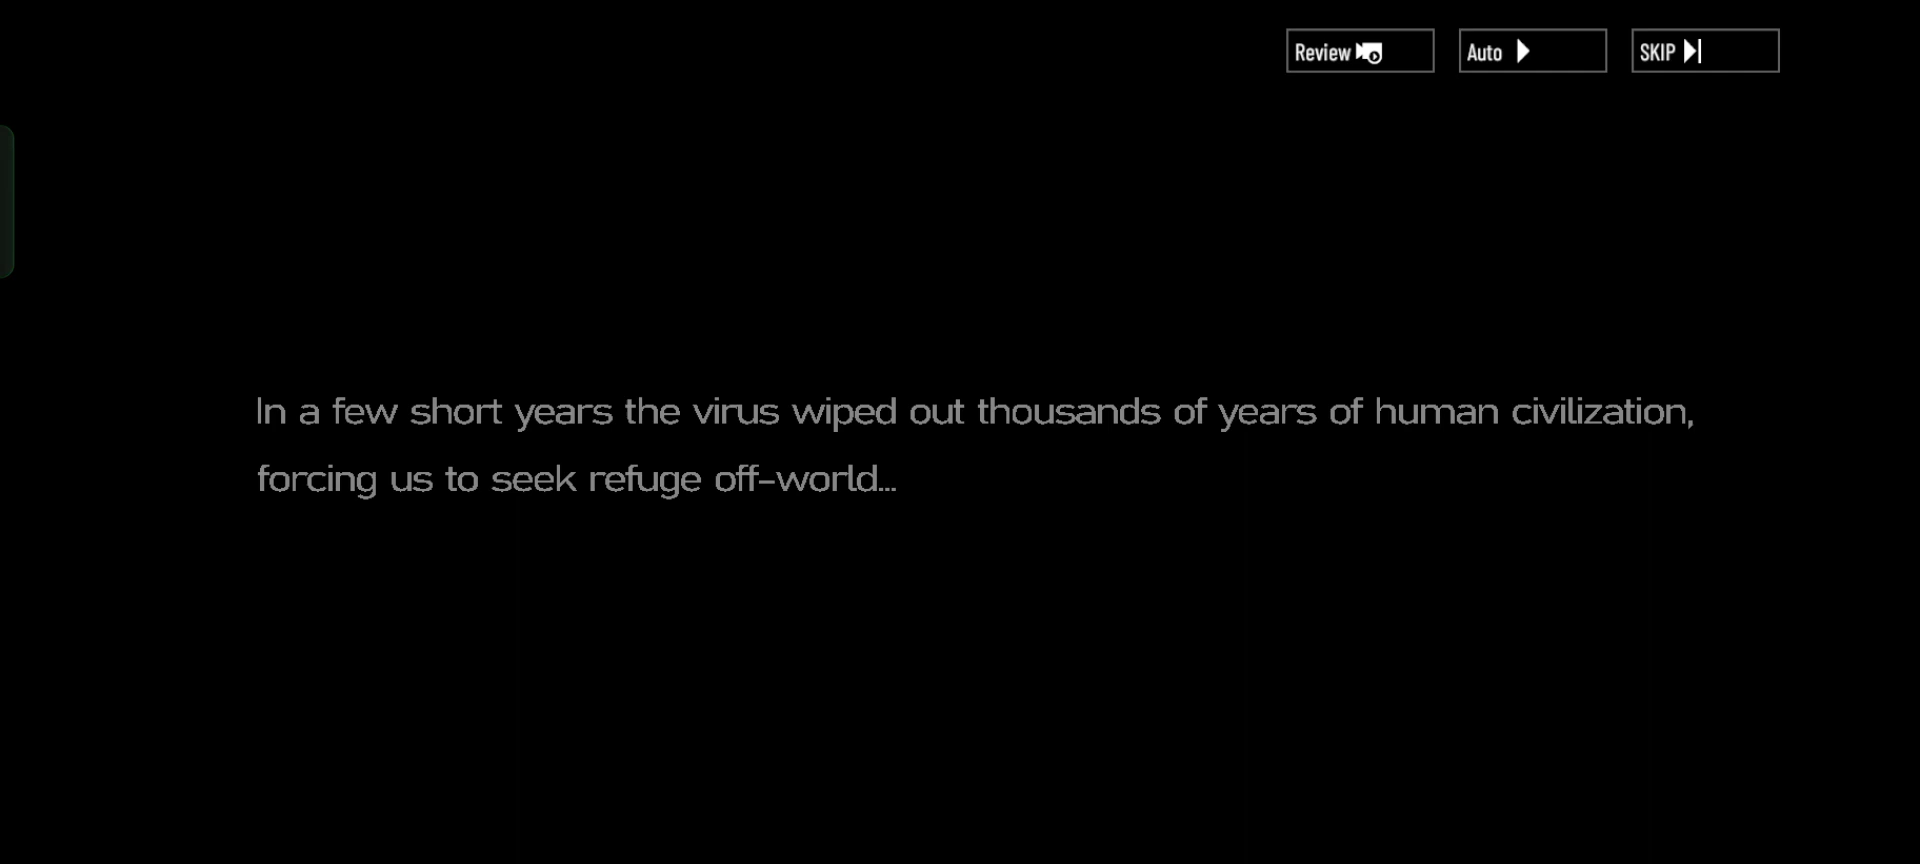 Review
Auto
SKIP
In a few short years the virus wiped out thousands of years of human civilization,
forcing us to seek refuge off-world...